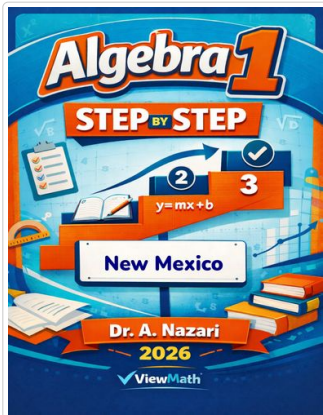 Algebra 1
STEP BY STEP
√B
√D
2
3
y=mx+b
New Mexico
Dr. A. Nazari
2026
ViewMath